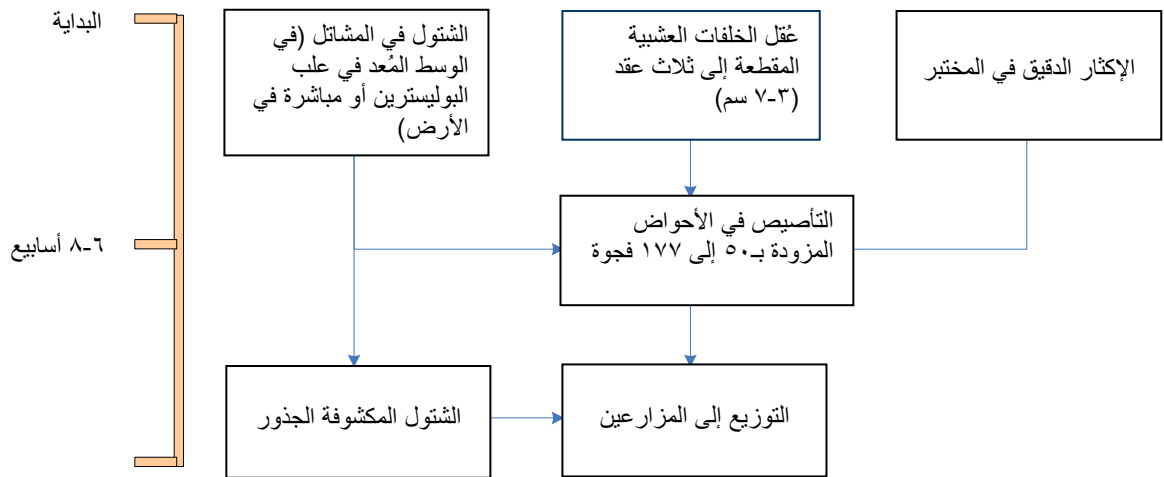 البداية
الشتول في المشاتل (في
الوسط المُعد في علب
البوليسترين أو مباشرة في
الأرض)
عُقل الخلفات العشبية
المقطعة إلى ثلاث عقد
(٣-٧ سم)
الإكثار الدقيق في المختبر
٦-٨ أسابيع
التأصيص في الأحواض
المزودة بـ٥٠ إلى ١٧٧ فجوة
الشتول المكشوفة الجذور
التوزيع إلى المزارعين